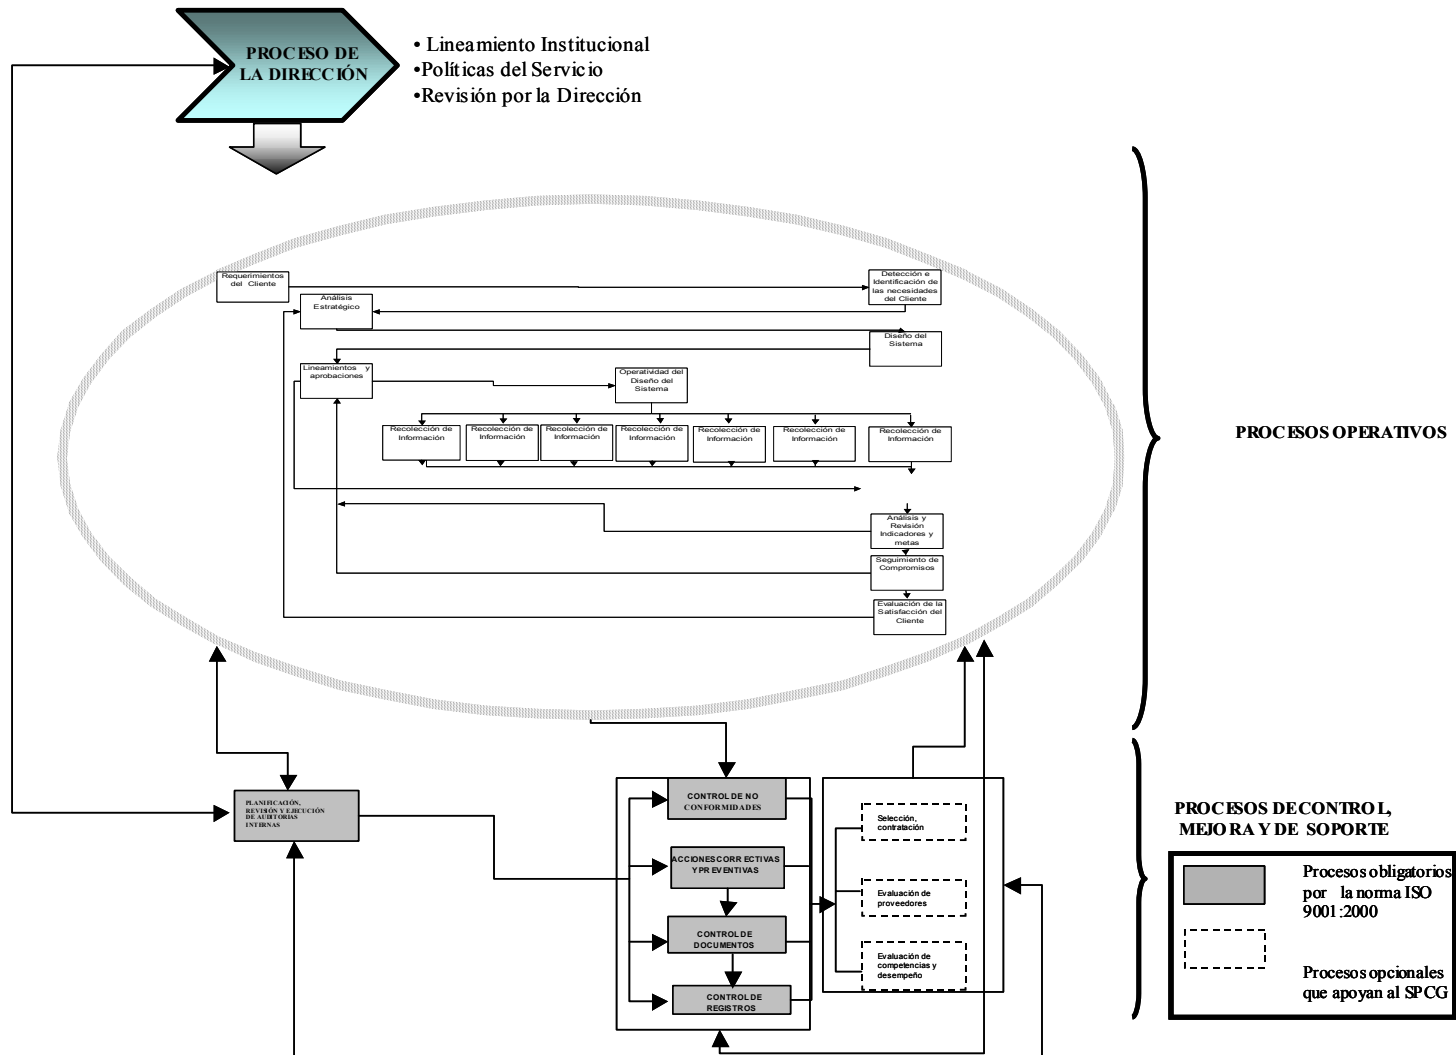 PROCESO DE
LA DIRECCIÓN
• Lineamiento Institucional
•Políticas del Servicio
•Revisión por la Dirección
Requerimientos
del Cliente
Detección e
Identificación de
las necesidades
del Cliente
Análisis
Estratégico
Diseño del
Sistema
Lineamientos y
aprobaciones
Operatividad del
Diseño del
Sistema
Recolección de
Información
Recolección de
Información
Recolección de
Información
Recolección de
Información
Recolección de
Información
Recolección de
Información
Recolección de
Información
Análisis y
Revisión
Indicadores y
metas
Seguimiento de
Compromisos
Evaluación de la
Satisfacción del
Cliente
PROCESOS OPERATIVOS
PLANIFICACIÓN,
REVISIÓN Y EJECUCIÓN
DE AUDITORIAS
INTERNAS
CONTROL DE NO
CONFORMIDADES
ACCIONES CORRECTIVAS
Y PREVENTIVAS
CONTROL DE
DOCUMENTOS
CONTROL DE
REGISTROS
Selección,
contratación
Evaluación de
proveedores
Evaluación de
competencias y
desempeño
PROCESOS DE CONTROL,
MEJORA Y DE SOPORTE
Procesos obligatorios
por la norma ISO
9001:2000
Procesos opcionales
que apoyan al SPCG